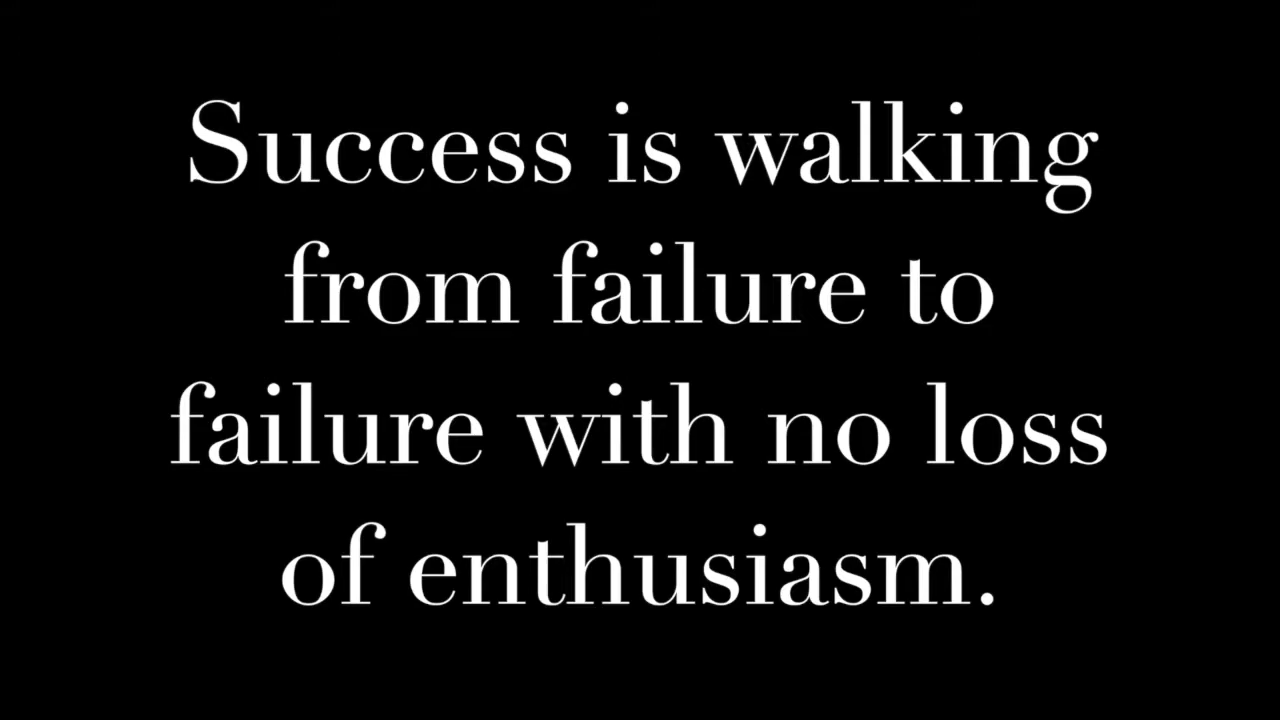 Success is walking
from failure to
failure with no loss
of enthusiasm.